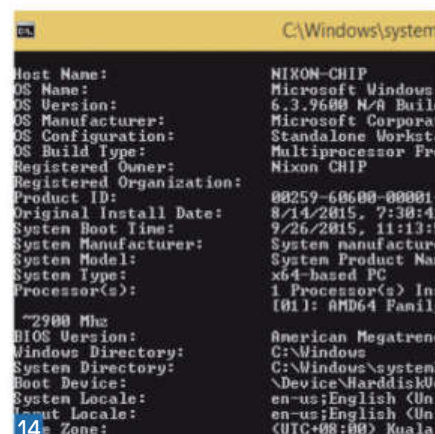 C:\Windows\system
Host Name: NIXON-CHIP
OS Name: Microsoft Windows
OS Version: 6.3.9600 N/A Buil
OS Manufacturer: Microsoft Corpora
OS Configuration: Standalone Workst
OS Build Type: Multiprocessor Fre
Registered Owner: Nixon CHIP
Registered Organization:
Product ID: 00259-60600-00001
Original Install Date: 8/14/2015, 7:30:4
System Boot Time: 9/26/2015, 11:13:
System Manufacturer: System manufacture
System Model: System Product Na
System Type: x64-based PC
Processor(s): 1 Processor(s) Ins
[01]: AMD64 Famil
~2900 Mhz
BIOS Version: American Megatren
Windows Directory: C:\Windows
System Directory: C:\Windows\system
Boot Device: \Device\HarddiskVo
System Locale: en-us;English (Un
Input Locale: en-us;English (Un
14 e Zone: (UTC+08:00) Kuala